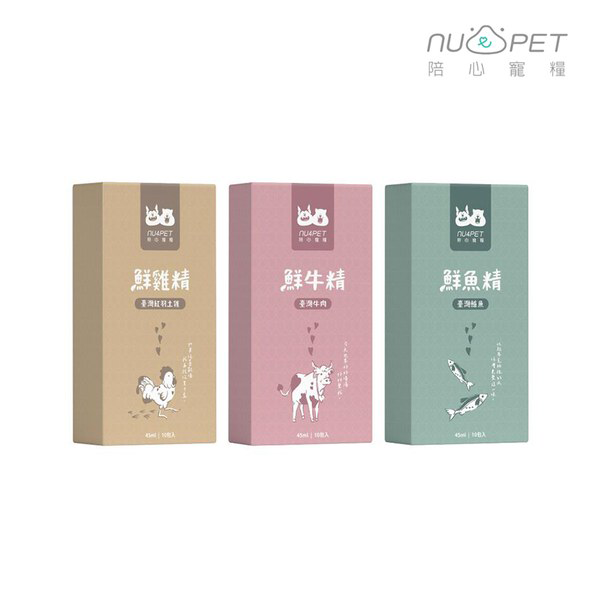 nu4PET
陪心寵糧
nu4PET
陪心寵糧
鮮雞精
臺灣紅羽土雞
45ml | 10包入
nu4PET
陪心寵糧
鮮牛精
臺灣牛肉
45ml | 10包入
nu4PET
陪心寵糧
鮮魚精
臺灣鱸魚
45ml | 10包入